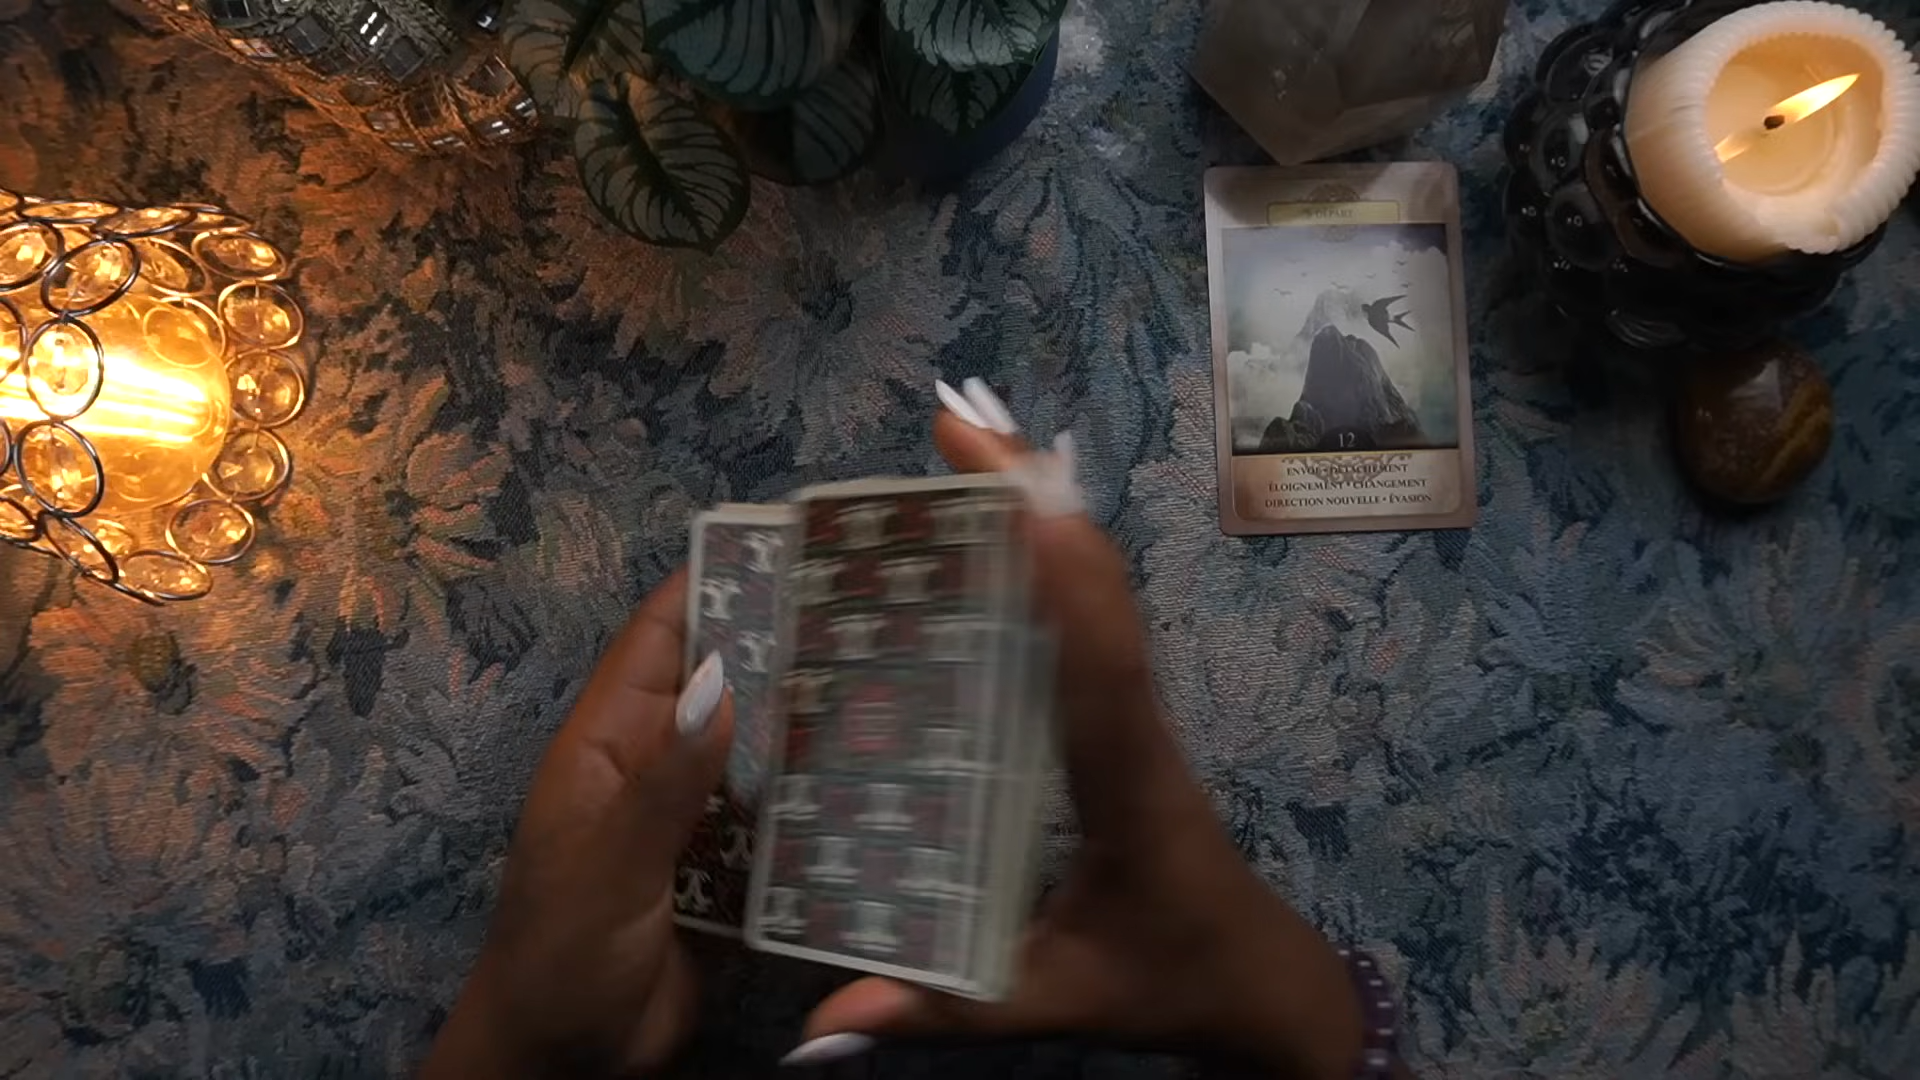 DÉPART
12
ENVOL • DÉTACHEMENT
ÉLOIGNEMENT • CHANGEMENT
DIRECTION NOUVELLE • ÉVASION